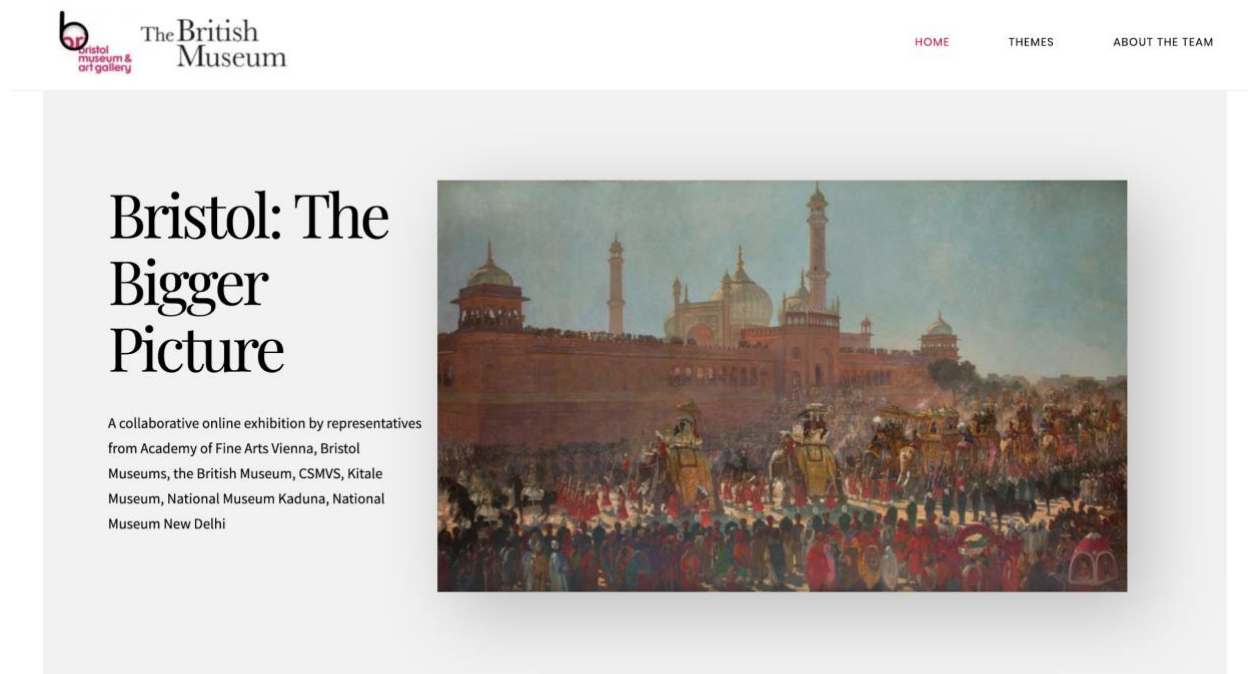 br
bristol
museum &
art gallery
The British
Museum
HOME
THEMES
ABOUT THE TEAM
Bristol: The
Bigger
Picture
A collaborative online exhibition by representatives
from Academy of Fine Arts Vienna, Bristol
Museums, the British Museum, CSMVS, Kitale
Museum, National Museum Kaduna, National
Museum New Delhi